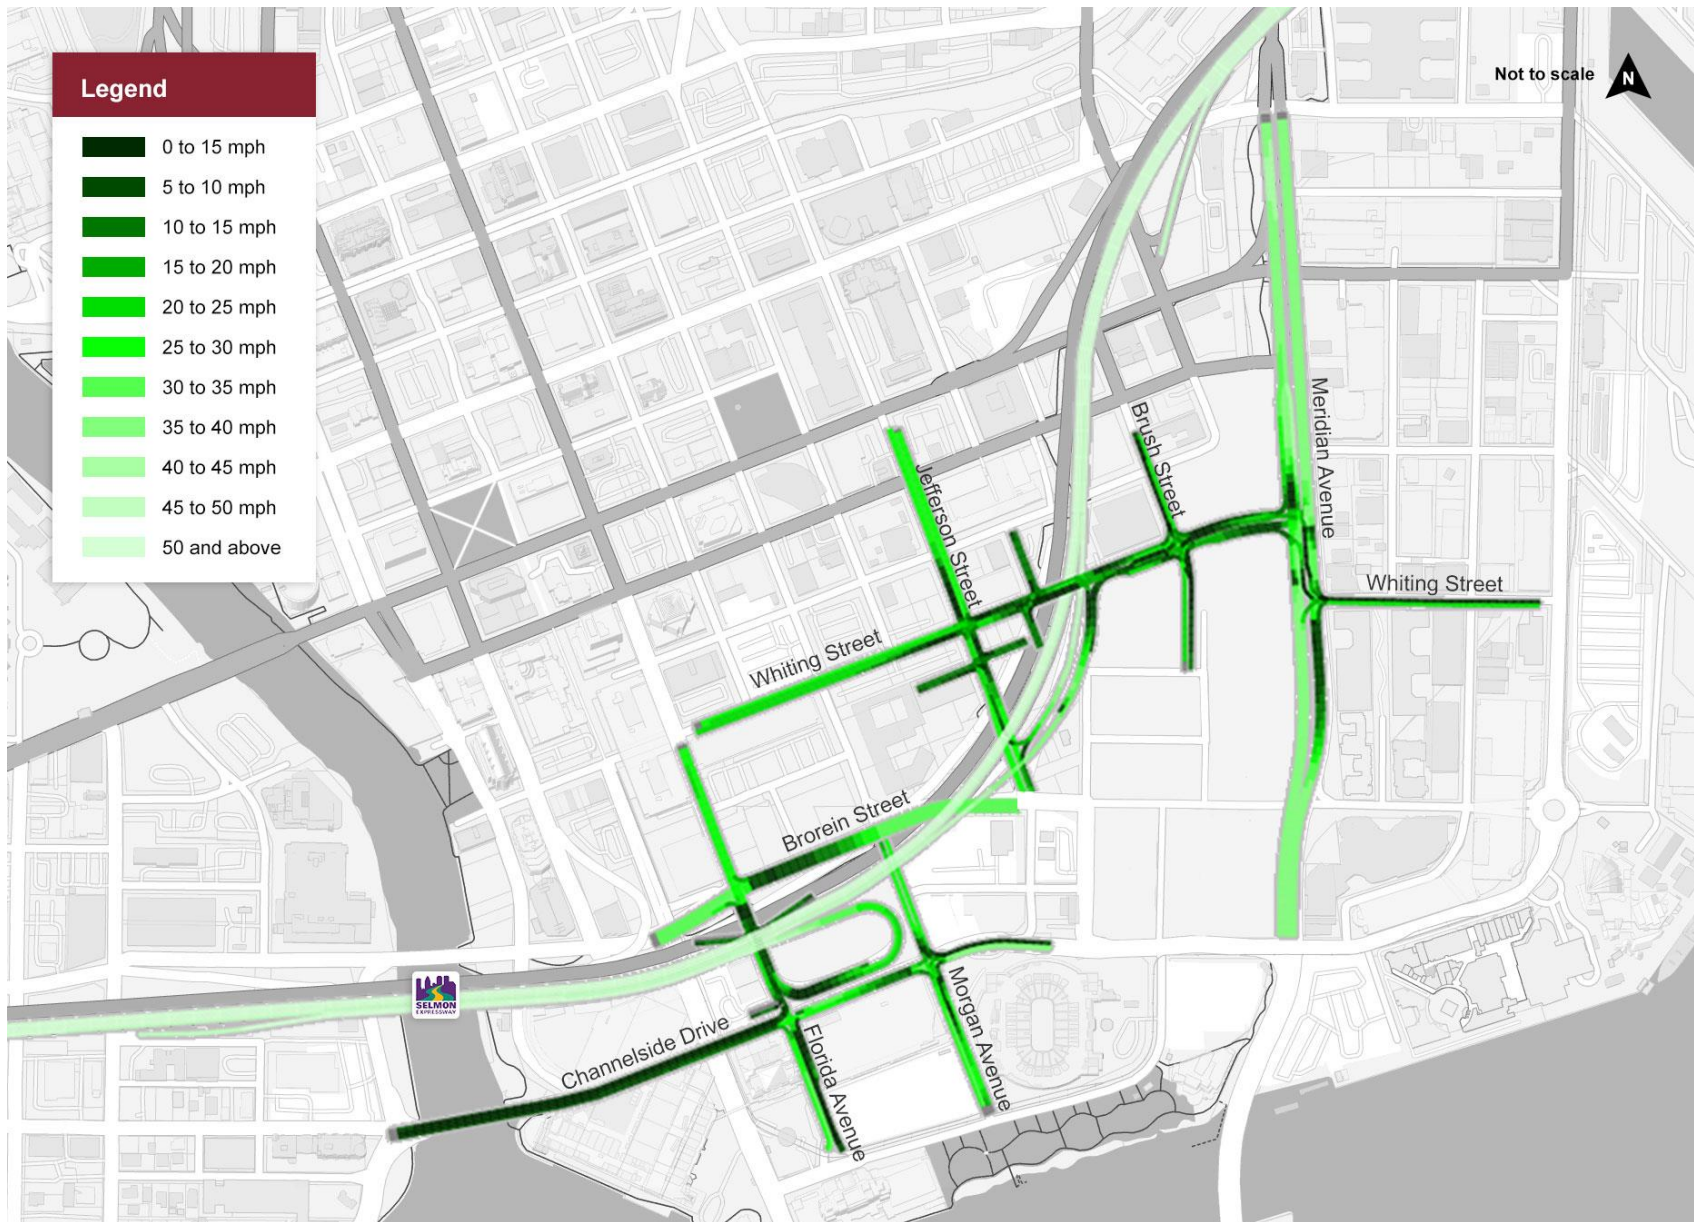 Legend
0 to 15 mph
5 to 10 mph
10 to 15 mph
15 to 20 mph
20 to 25 mph
25 to 30 mph
30 to 35 mph
35 to 40 mph
40 to 45 mph
45 to 50 mph
50 and above
Not to scale
N
Meridian Avenue
Brush Street
Jefferson Street
Whiting Street
Whiting Street
Brorein Street
SELMON
EXPRESSWAY
Morgan Avenue
Channelside Drive
Florida Avenue